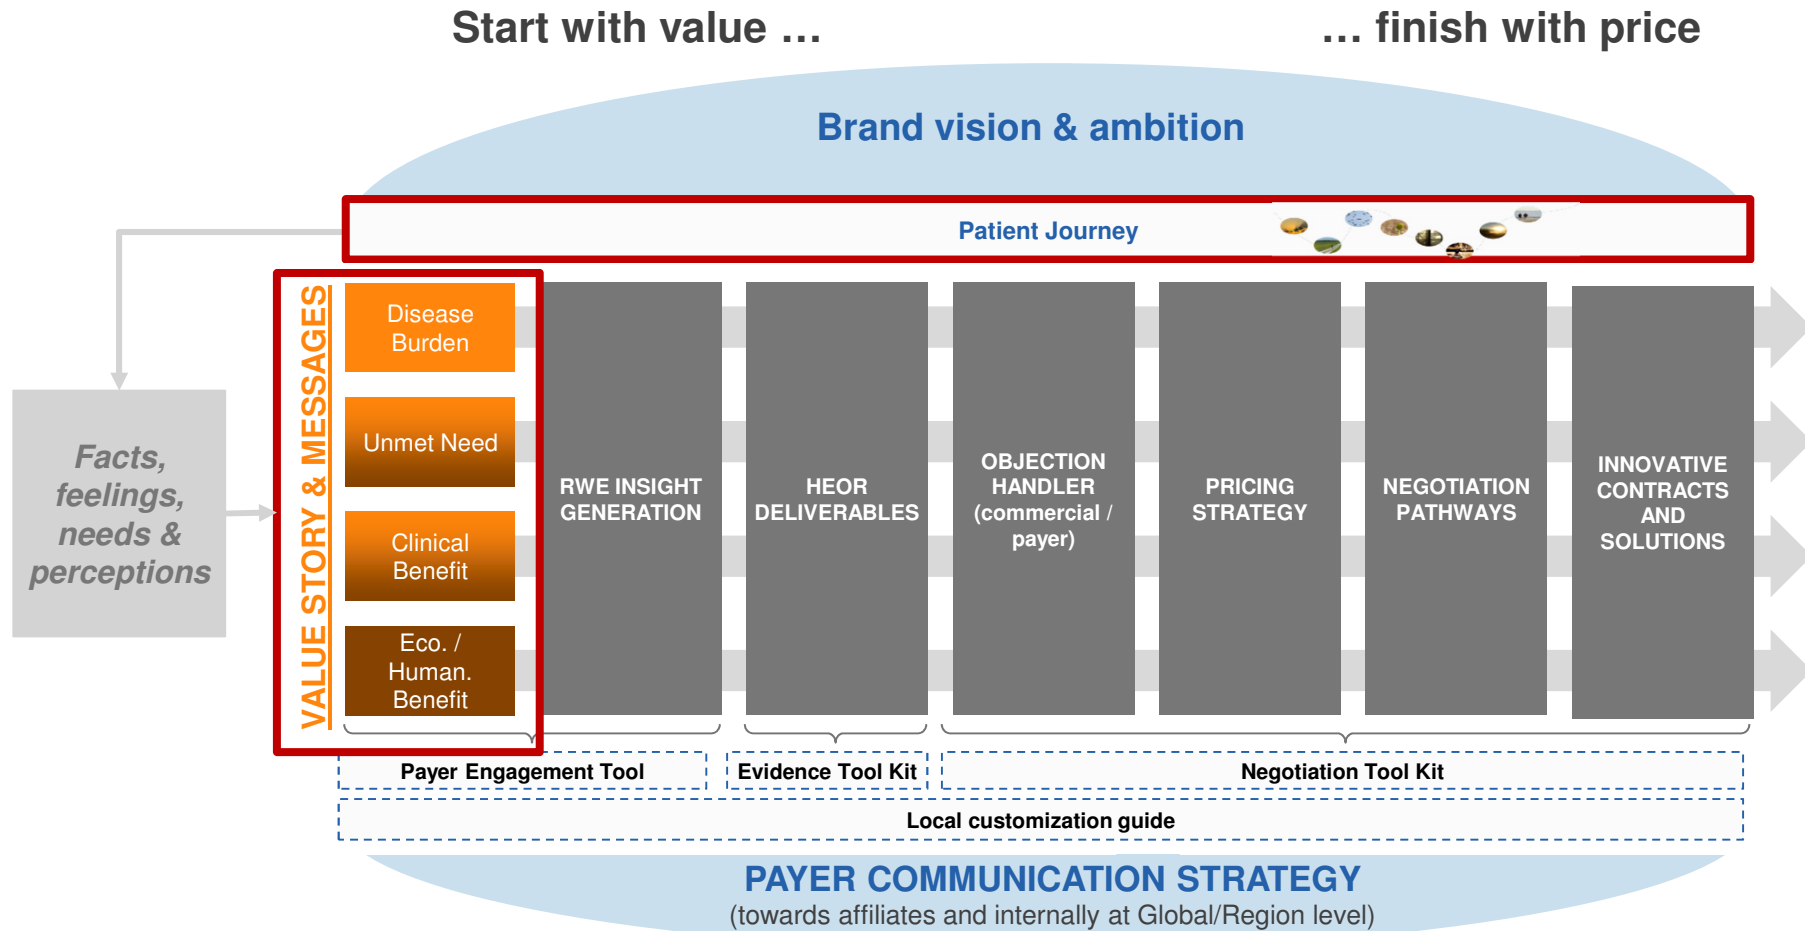 Start with value …
… finish with price
Brand vision & ambition
Patient Journey
Facts,
feelings,
needs &
perceptions
VALUE STORY & MESSAGES
Disease
Burden
Unmet Need
Clinical
Benefit
Eco. /
Human.
Benefit
RWE INSIGHT
GENERATION
HEOR
DELIVERABLES
OBJECTION
HANDLER
(commercial /
payer)
PRICING
STRATEGY
NEGOTIATION
PATHWAYS
INNOVATIVE
CONTRACTS
AND
SOLUTIONS
Payer Engagement Tool
Evidence Tool Kit
Negotiation Tool Kit
Local customization guide
PAYER COMMUNICATION STRATEGY
(towards affiliates and internally at Global/Region level)